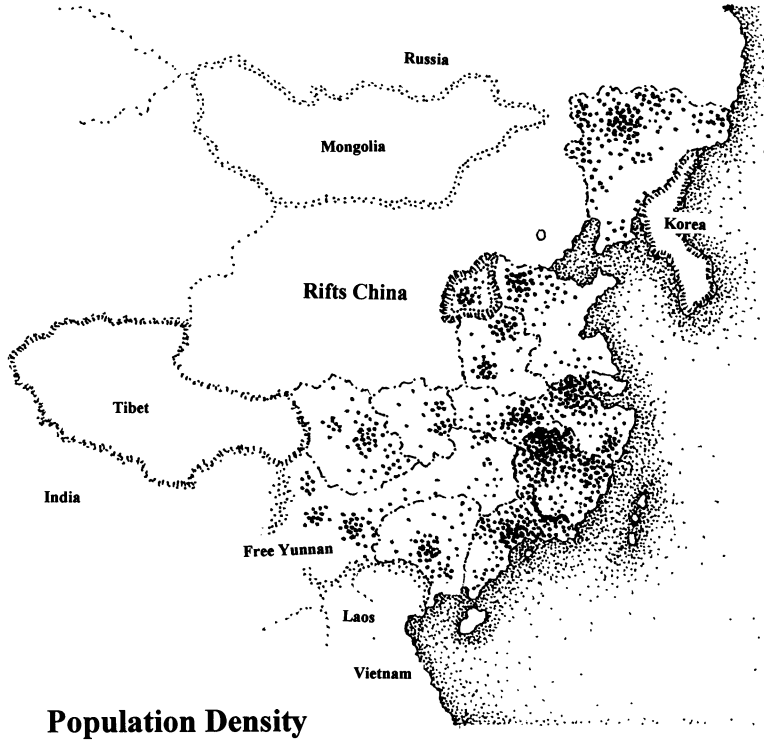 Russia
Mongolia
Korea
Rifts China
Tibet
India
Free Yunnan
Laos
Vietnam
Population Density